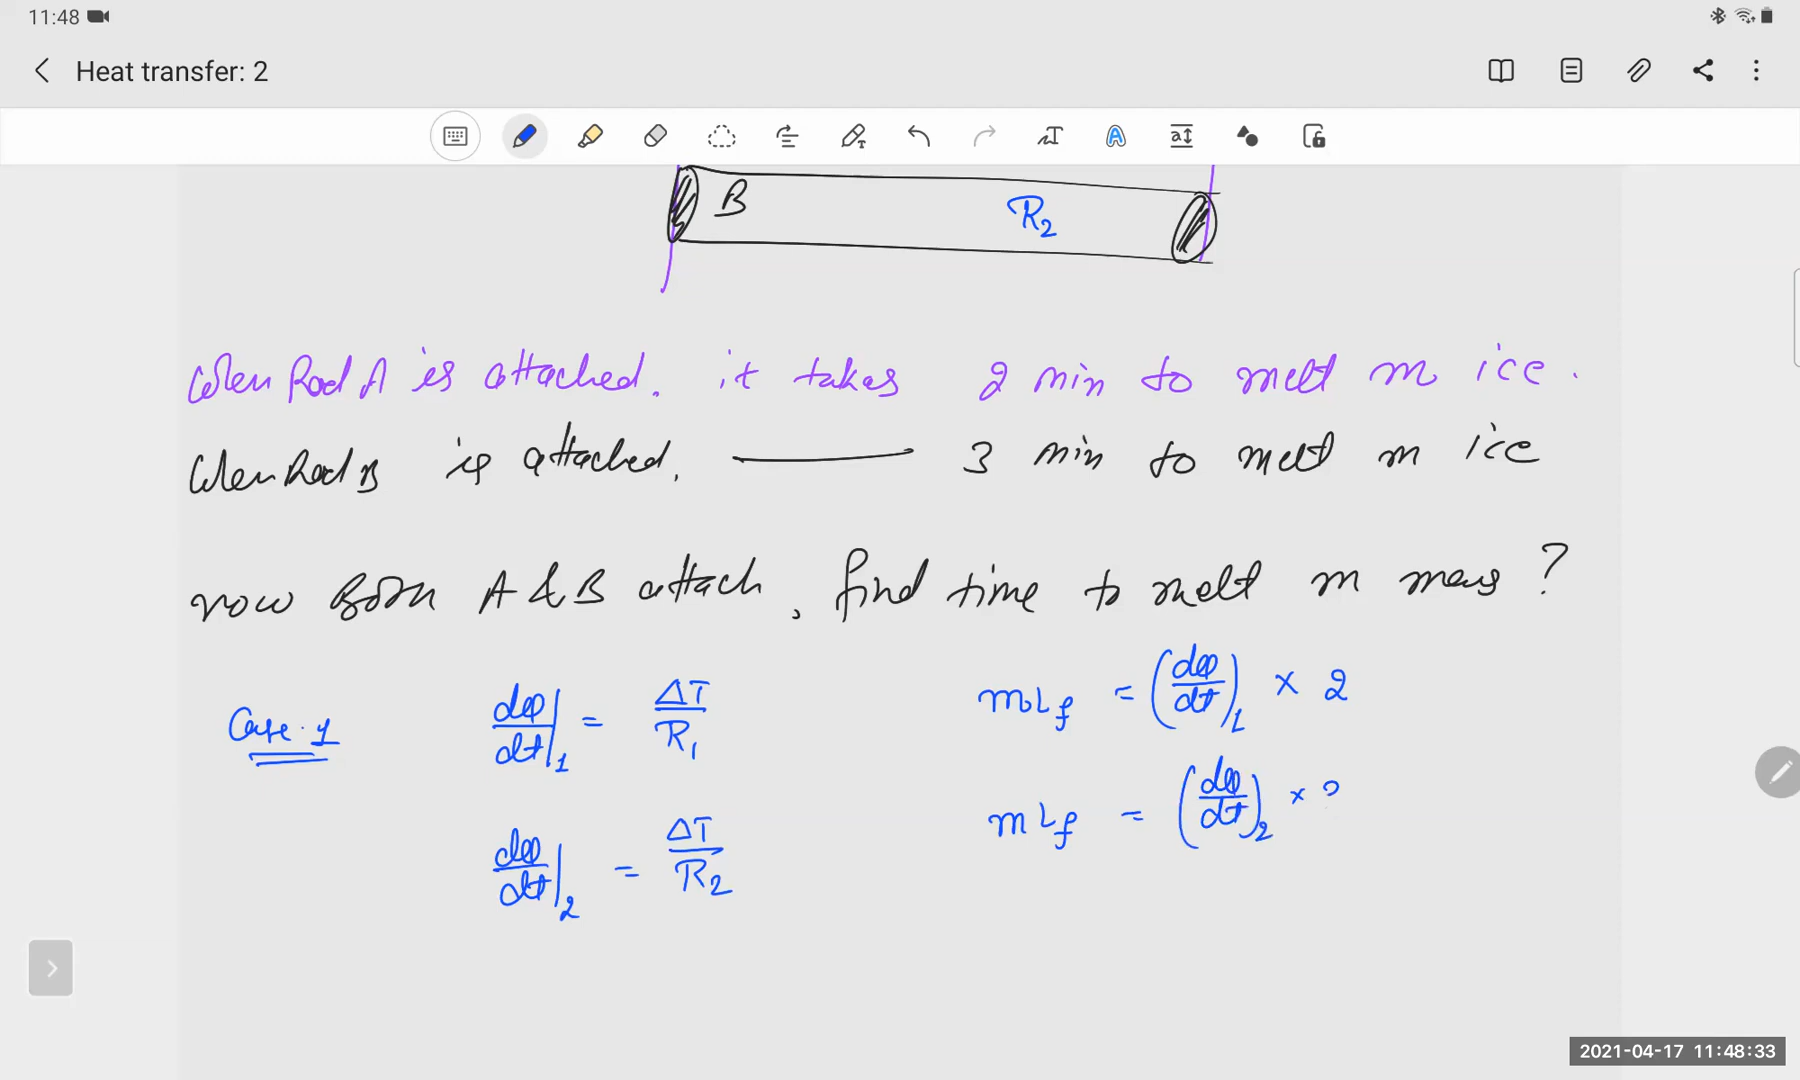 11:48
Heat transfer: 2
B R₂
When Rod A is attached. it takes 2 min to melt m ice.
When Rod B is attached. —— 3 min to melt m ice
now Both A & B attach, find time to melt m mass ?
Case-1 dQ/dt|₁ = ΔT/R₁ mLf = (dQ/dt)₁ × 2
dQ/dt|₂ = ΔT/R₂ mLf = (dQ/dt)₂ ×
2021-04-17 11:48:33